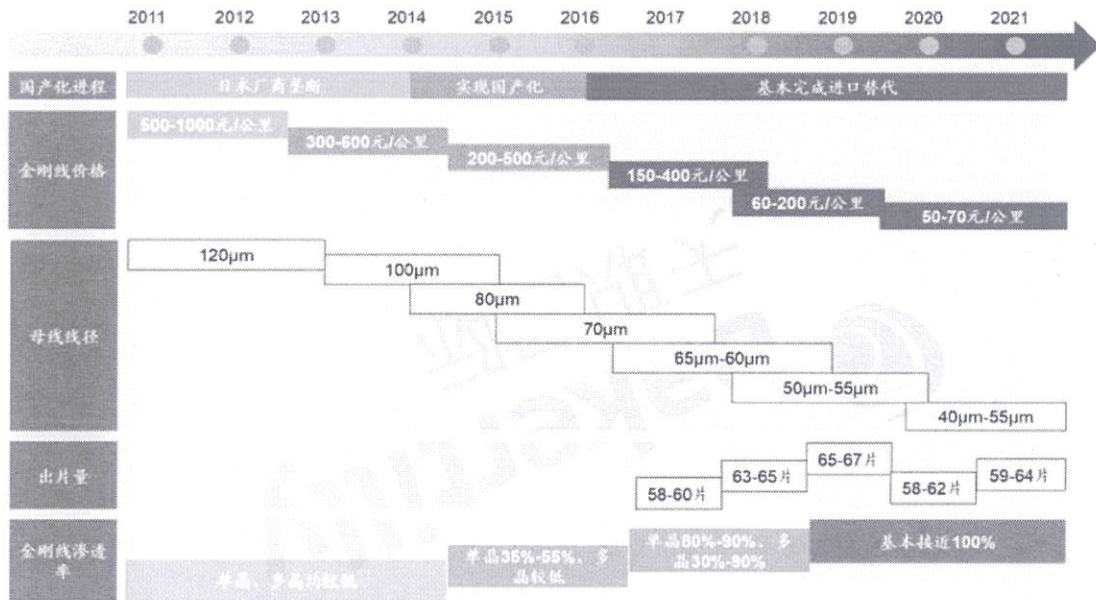 2011 2012 2013 2014 2015 2016 2017 2018 2019 2020 2021
国产化进程 日本厂商垄断 实现国产化 基本完成进口替代
500-1000元/公里
300-600元/公里
200-500元/公里
金刚线价格
150-400元/公里
60-200元/公里
50-70元/公里
120μm
100μm
80μm
母线线径
70μm
65μm-60μm
50μm-55μm
40μm-55μm
出片量
58-60片
63-65片
65-67片
58-62片
59-64片
金刚线渗透
率
单晶、多晶均较低
单晶35%-55%、多
晶较低
单晶80%-90%、多
晶30%-90%
基本接近100%